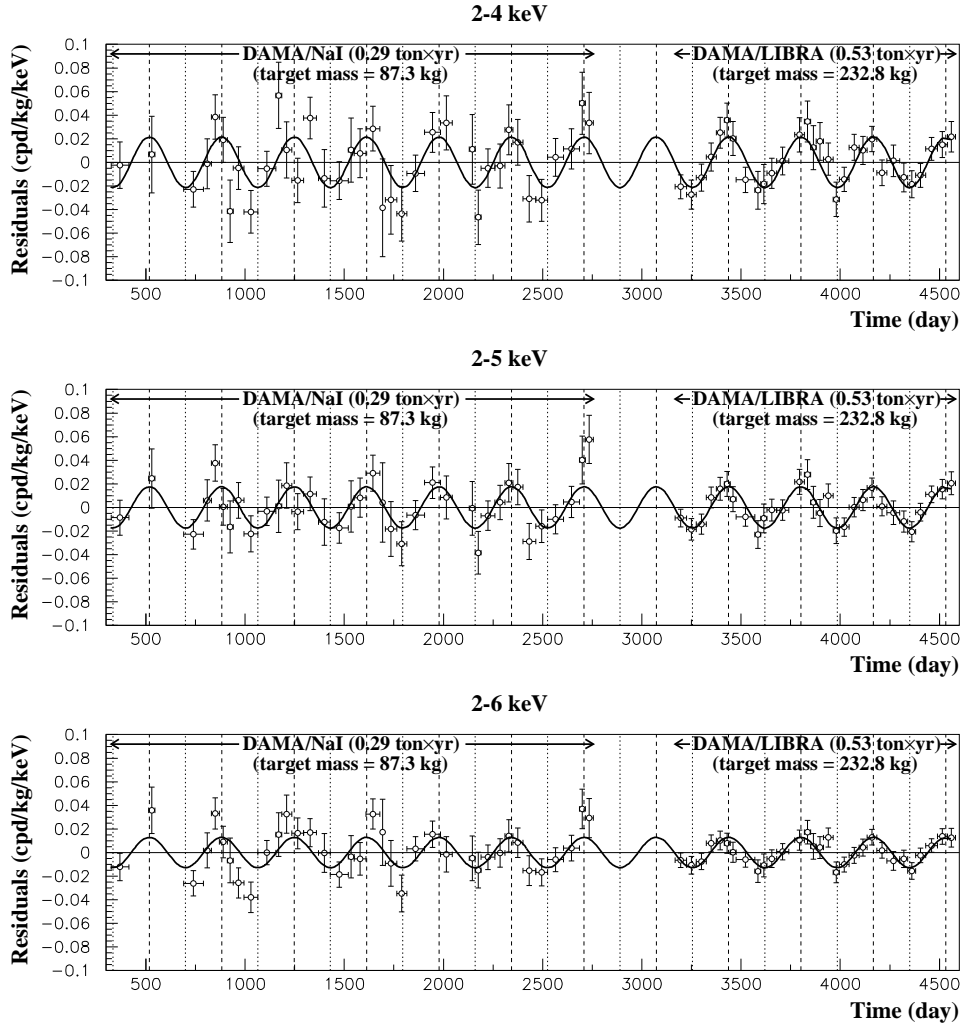 2-4 keV
Residuals (cpd/kg/keV)
0.1
0.08
0.06
0.04
0.02
0
−0.02
−0.04
−0.06
−0.08
−0.1
DAMA/NaI (0.29 ton×yr)
(target mass = 87.3 kg)
DAMA/LIBRA (0.53 ton×yr)
(target mass = 232.8 kg)
500 1000 1500 2000 2500 3000 3500 4000 4500
Time (day)
2-5 keV
Residuals (cpd/kg/keV)
0.1
0.08
0.06
0.04
0.02
0
−0.02
−0.04
−0.06
−0.08
−0.1
DAMA/NaI (0.29 ton×yr)
(target mass = 87.3 kg)
DAMA/LIBRA (0.53 ton×yr)
(target mass = 232.8 kg)
500 1000 1500 2000 2500 3000 3500 4000 4500
Time (day)
2-6 keV
Residuals (cpd/kg/keV)
0.1
0.08
0.06
0.04
0.02
0
−0.02
−0.04
−0.06
−0.08
−0.1
DAMA/NaI (0.29 ton×yr)
(target mass = 87.3 kg)
DAMA/LIBRA (0.53 ton×yr)
(target mass = 232.8 kg)
500 1000 1500 2000 2500 3000 3500 4000 4500
Time (day)